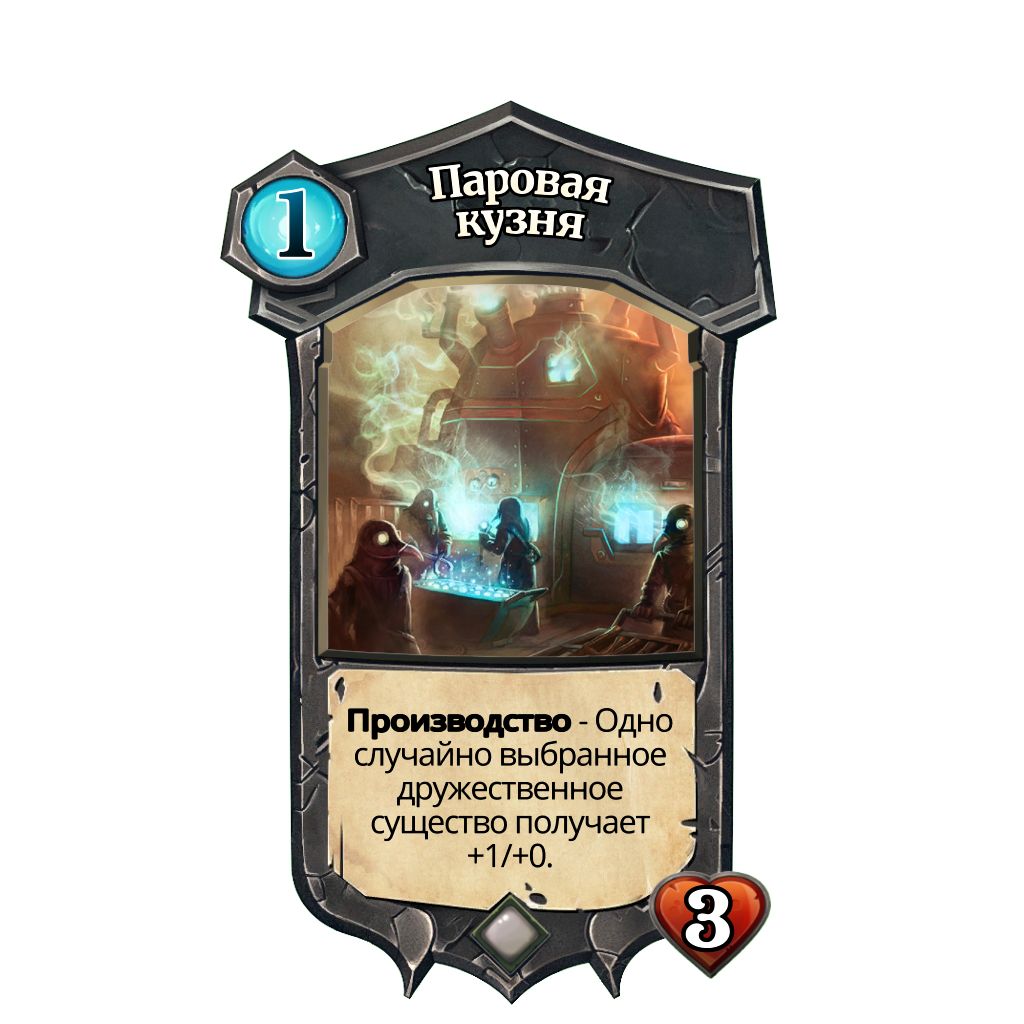 1
Паровая
кузня
Производство - Одно
случайно выбранное
дружественное
существо получает
+1/+0.
3